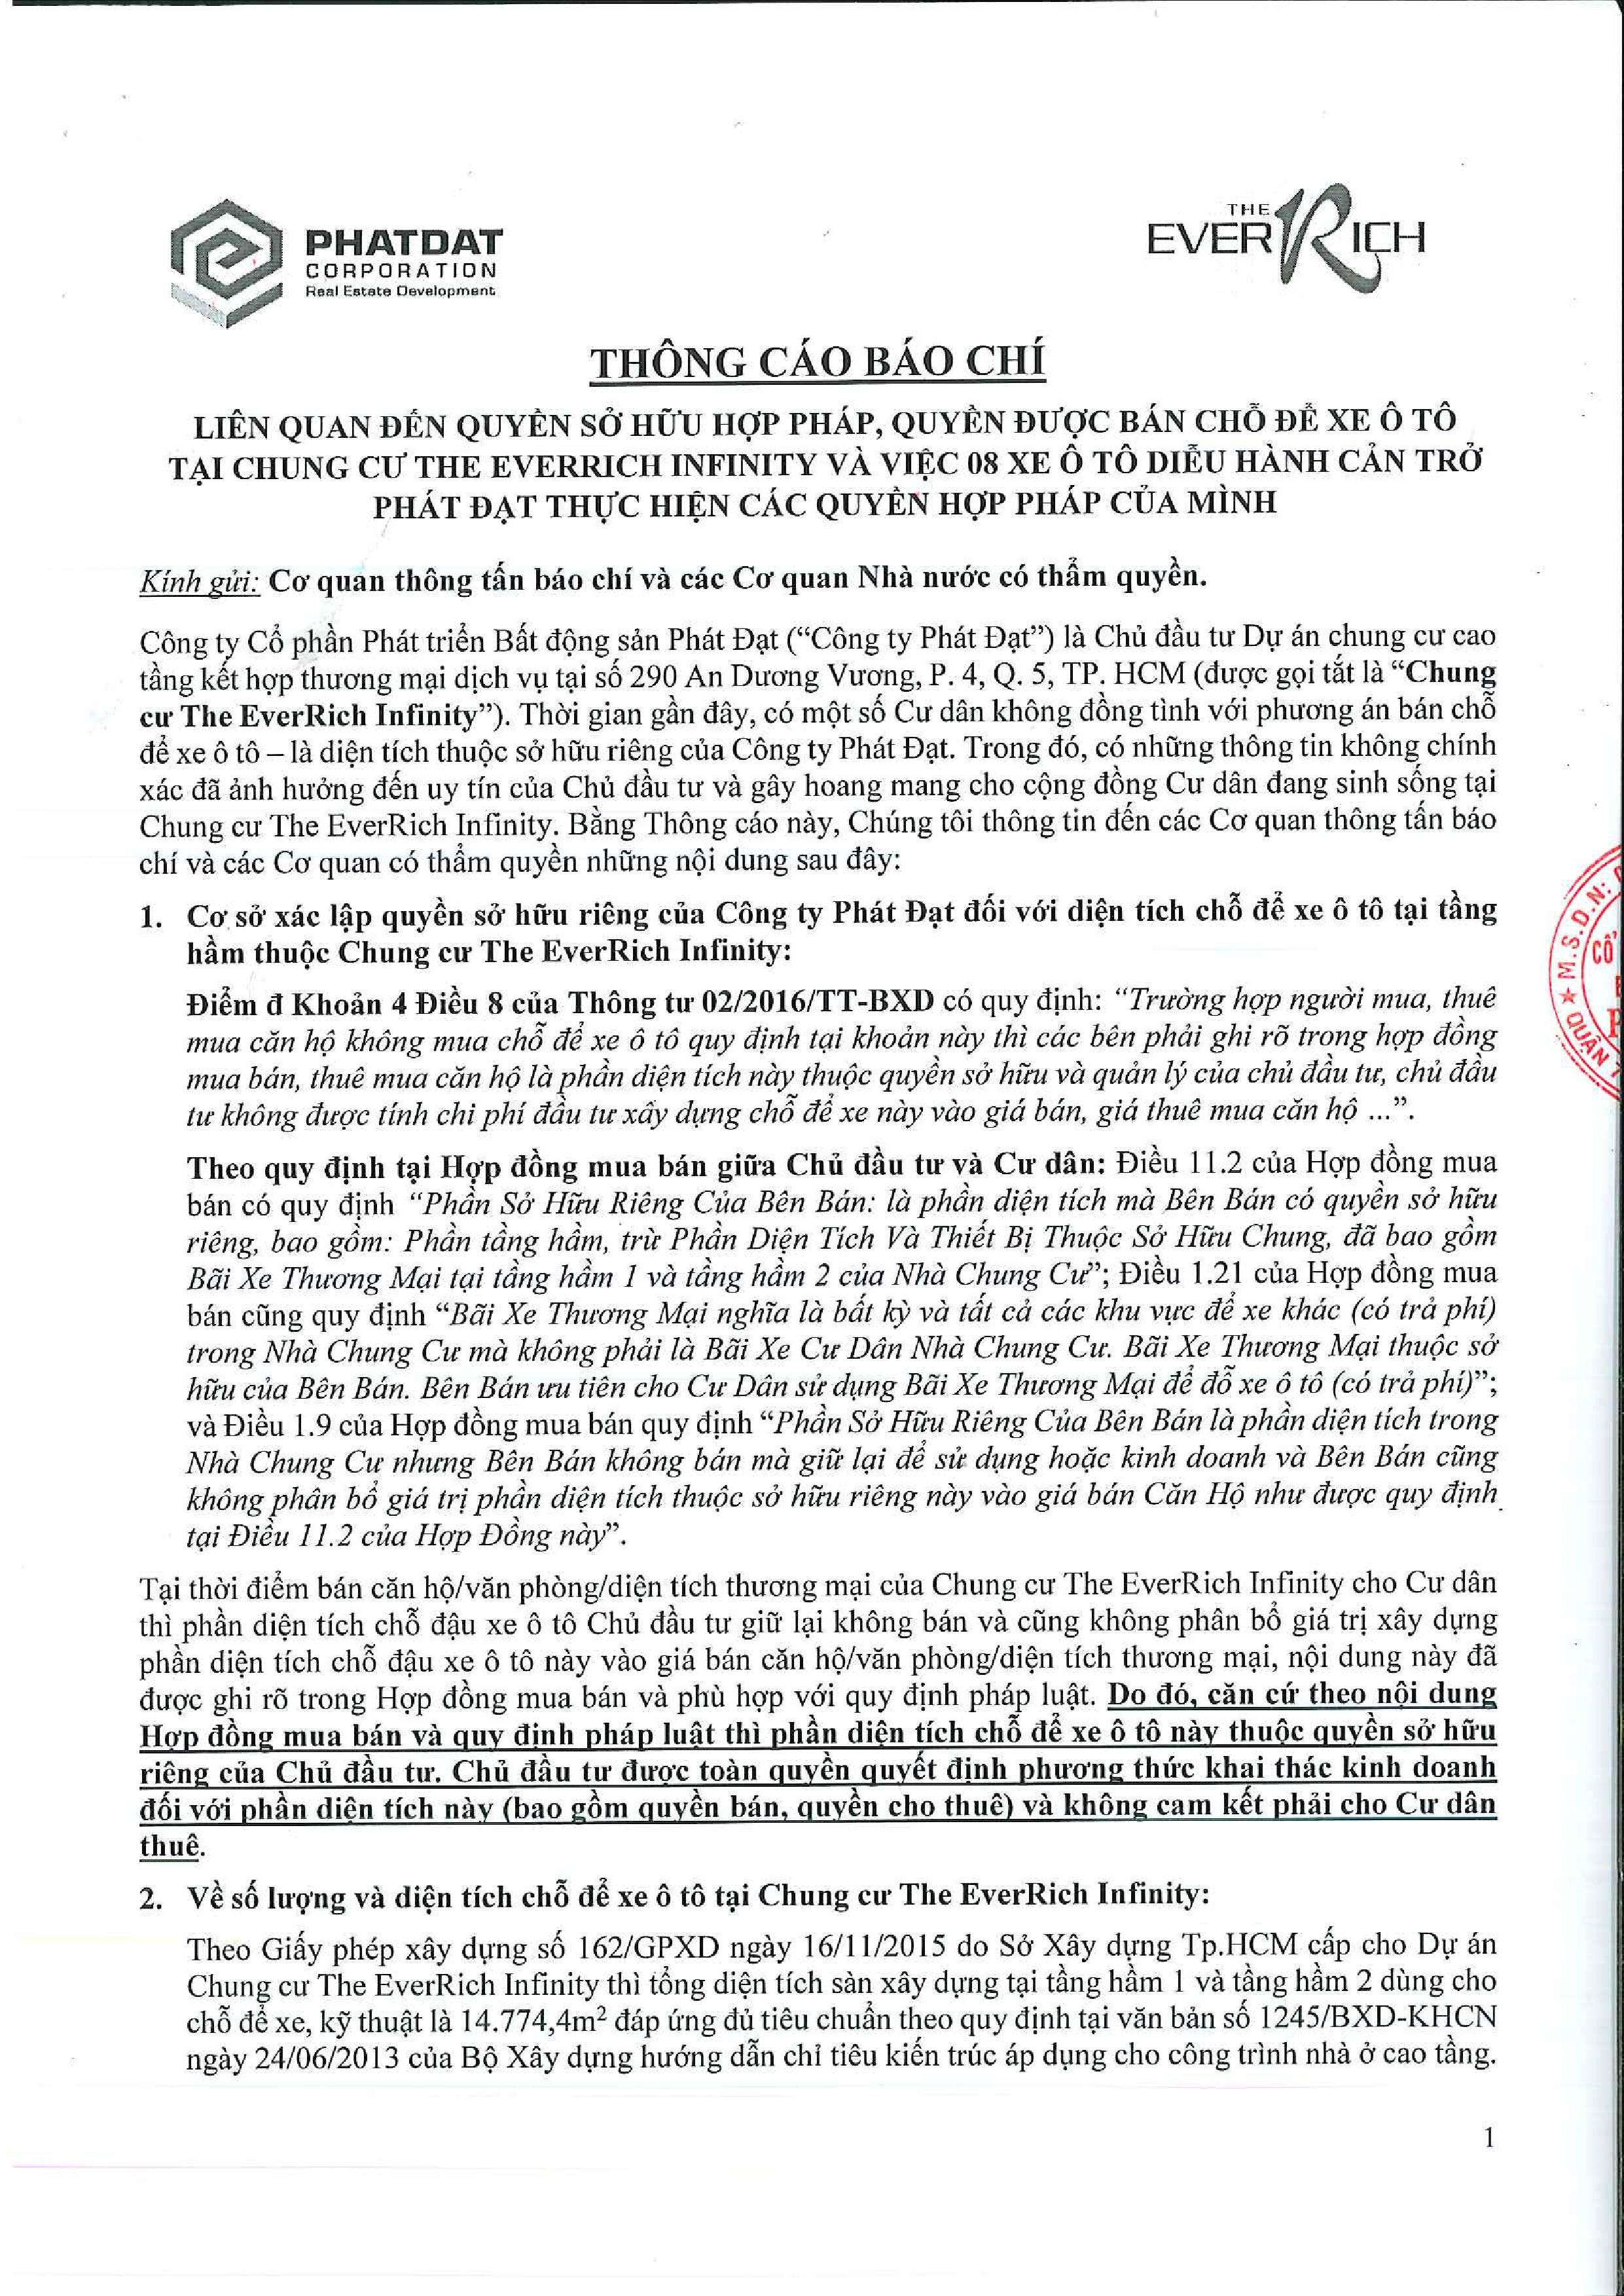 PHATDAT
CORPORATION
Real Estate Development
THE
EVERRICH
THÔNG CÁO BÁO CHÍ
LIÊN QUAN ĐẾN QUYỀN SỞ HỮU HỢP PHÁP, QUYỀN ĐƯỢC BÁN CHỖ ĐỂ XE Ô TÔ
TẠI CHUNG CƯ THE EVERRICH INFINITY VÀ VIỆC 08 XE Ô TÔ DIỄU HÀNH CẢN TRỞ
PHÁT ĐẠT THỰC HIỆN CÁC QUYỀN HỢP PHÁP CỦA MÌNH
Kính gửi: Cơ quan thông tấn báo chí và các Cơ quan Nhà nước có thẩm quyền.
Công ty Cổ phần Phát triển Bất động sản Phát Đạt (“Công ty Phát Đạt”) là Chủ đầu tư Dự án chung cư cao
tầng kết hợp thương mại dịch vụ tại số 290 An Dương Vương, P. 4, Q. 5, TP. HCM (được gọi tắt là “Chung
cư The EverRich Infinity”). Thời gian gần đây, có một số Cư dân không đồng tình với phương án bán chỗ
để xe ô tô – là diện tích thuộc sở hữu riêng của Công ty Phát Đạt. Trong đó, có những thông tin không chính
xác đã ảnh hưởng đến uy tín của Chủ đầu tư và gây hoang mang cho cộng đồng Cư dân đang sinh sống tại
Chung cư The EverRich Infinity. Bằng Thông cáo này, Chúng tôi thông tin đến các Cơ quan thông tấn báo
chí và các Cơ quan có thẩm quyền những nội dung sau đây:
1. Cơ sở xác lập quyền sở hữu riêng của Công ty Phát Đạt đối với diện tích chỗ để xe ô tô tại tầng
hầm thuộc Chung cư The EverRich Infinity:
Điểm đ Khoản 4 Điều 8 của Thông tư 02/2016/TT-BXD có quy định: “Trường hợp người mua, thuê
mua căn hộ không mua chỗ để xe ô tô quy định tại khoản này thì các bên phải ghi rõ trong hợp đồng
mua bán, thuê mua căn hộ là phần diện tích này thuộc quyền sở hữu và quản lý của chủ đầu tư, chủ đầu
tư không được tính chi phí đầu tư xây dựng chỗ để xe này vào giá bán, giá thuê mua căn hộ ...”.
Theo quy định tại Hợp đồng mua bán giữa Chủ đầu tư và Cư dân: Điều 11.2 của Hợp đồng mua
bán có quy định “Phần Sở Hữu Riêng Của Bên Bán: là phần diện tích mà Bên Bán có quyền sở hữu
riêng, bao gồm: Phần tầng hầm, trừ Phần Diện Tích Và Thiết Bị Thuộc Sở Hữu Chung, đã bao gồm
Bãi Xe Thương Mại tại tầng hầm 1 và tầng hầm 2 của Nhà Chung Cư”; Điều 1.21 của Hợp đồng mua
bán cũng quy định “Bãi Xe Thương Mại nghĩa là bất kỳ và tất cả các khu vực để xe khác (có trả phí)
trong Nhà Chung Cư mà không phải là Bãi Xe Cư Dân Nhà Chung Cư. Bãi Xe Thương Mại thuộc sở
hữu của Bên Bán. Bên Bán ưu tiên cho Cư Dân sử dụng Bãi Xe Thương Mại để đỗ xe ô tô (có trả phí)”;
và Điều 1.9 của Hợp đồng mua bán quy định “Phần Sở Hữu Riêng Của Bên Bán là phần diện tích trong
Nhà Chung Cư nhưng Bên Bán không bán mà giữ lại để sử dụng hoặc kinh doanh và Bên Bán cũng
không phân bổ giá trị phần diện tích thuộc sở hữu riêng này vào giá bán Căn Hộ như được quy định
tại Điều 11.2 của Hợp Đồng này”.
Tại thời điểm bán căn hộ/văn phòng/diện tích thương mại của Chung cư The EverRich Infinity cho Cư dân
thì phần diện tích chỗ đậu xe ô tô Chủ đầu tư giữ lại không bán và cũng không phân bổ giá trị xây dựng
phần diện tích chỗ đậu xe ô tô này vào giá bán căn hộ/văn phòng/diện tích thương mại, nội dung này đã
được ghi rõ trong Hợp đồng mua bán và phù hợp với quy định pháp luật. Do đó, căn cứ theo nội dung
Hợp đồng mua bán và quy định pháp luật thì phần diện tích chỗ để xe ô tô này thuộc quyền sở hữu
riêng của Chủ đầu tư. Chủ đầu tư được toàn quyền quyết định phương thức khai thác kinh doanh
đối với phần diện tích này (bao gồm quyền bán, quyền cho thuê) và không cam kết phải cho Cư dân
thuê.
2. Về số lượng và diện tích chỗ để xe ô tô tại Chung cư The EverRich Infinity:
Theo Giấy phép xây dựng số 162/GPXD ngày 16/11/2015 do Sở Xây dựng Tp.HCM cấp cho Dự án
Chung cư The EverRich Infinity thì tổng diện tích sàn xây dựng tại tầng hầm 1 và tầng hầm 2 dùng cho
chỗ để xe, kỹ thuật là 14.774,4m² đáp ứng đủ tiêu chuẩn theo quy định tại văn bản số 1245/BXD-KHCN
ngày 24/06/2013 của Bộ Xây dựng hướng dẫn chỉ tiêu kiến trúc áp dụng cho công trình nhà ở cao tầng.
M.S.D.N:
CỔ
QUẬN
1